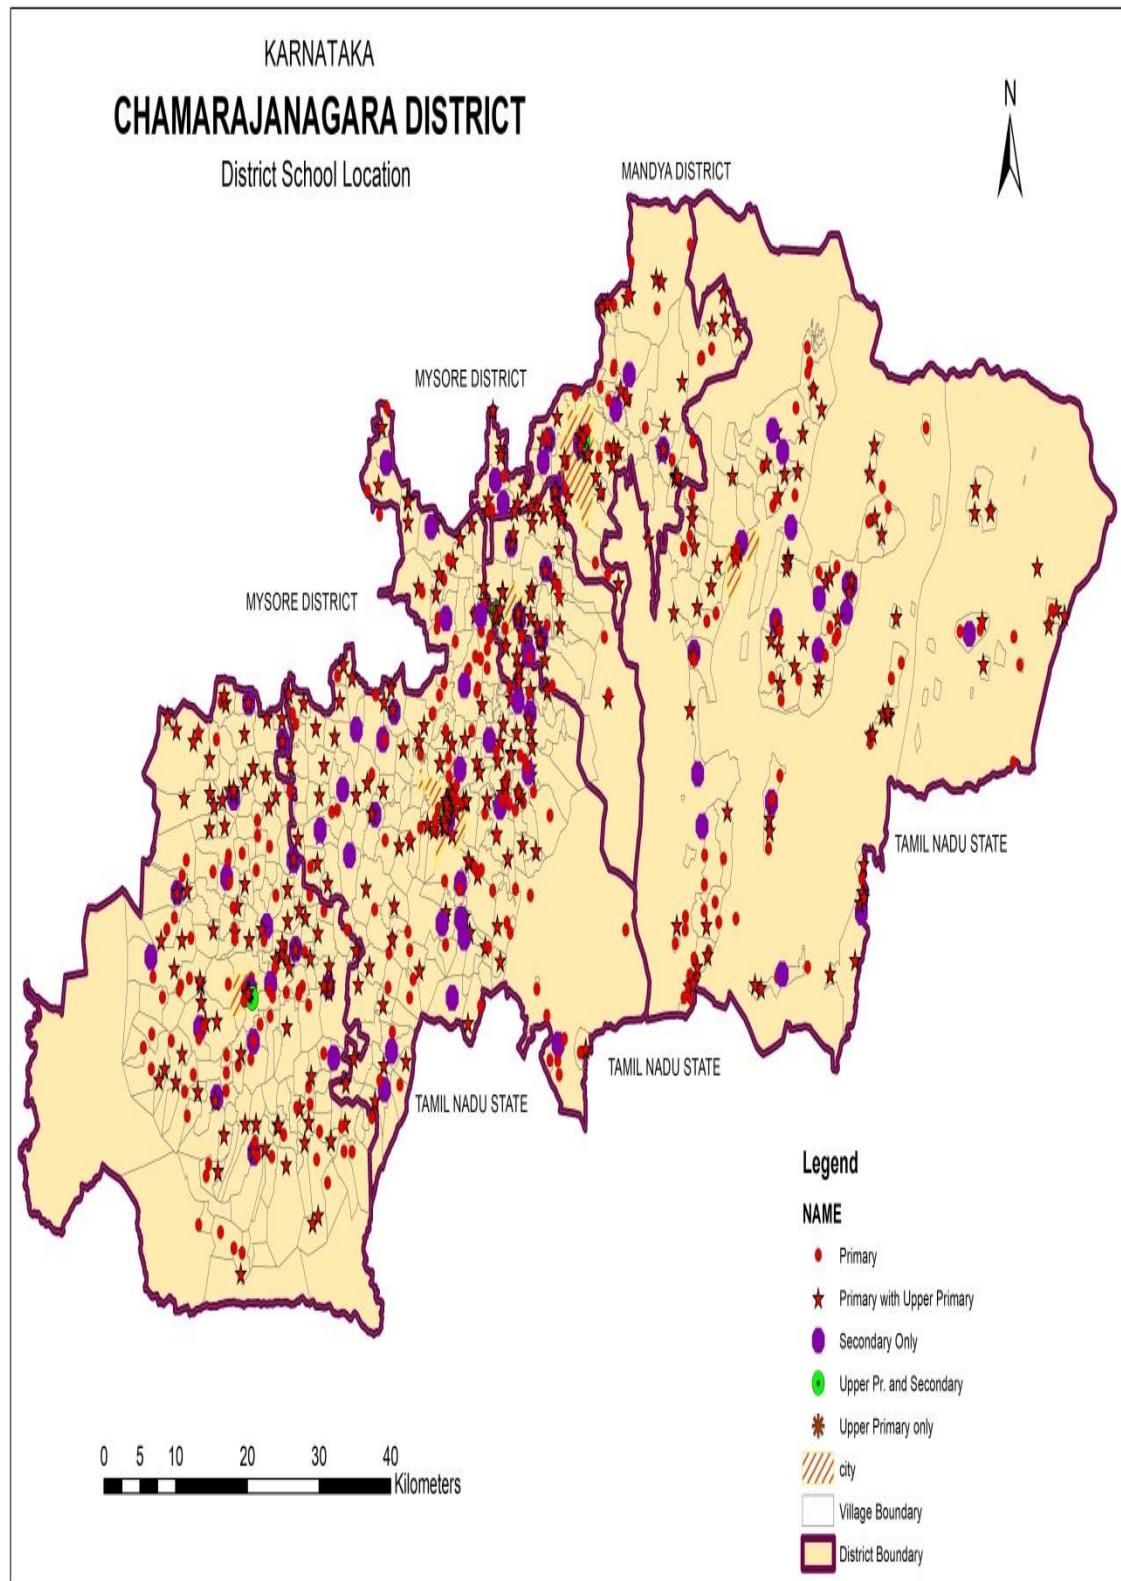 KARNATAKA
CHAMARAJANAGARA DISTRICT
District School Location
N
MANDYA DISTRICT
MYSORE DISTRICT
MYSORE DISTRICT
TAMIL NADU STATE
TAMIL NADU STATE
TAMIL NADU STATE
Legend
NAME
Primary
Primary with Upper Primary
Secondary Only
Upper Pr. and Secondary
Upper Primary only
city
Village Boundary
District Boundary
0 5 10 20 30 40
Kilometers